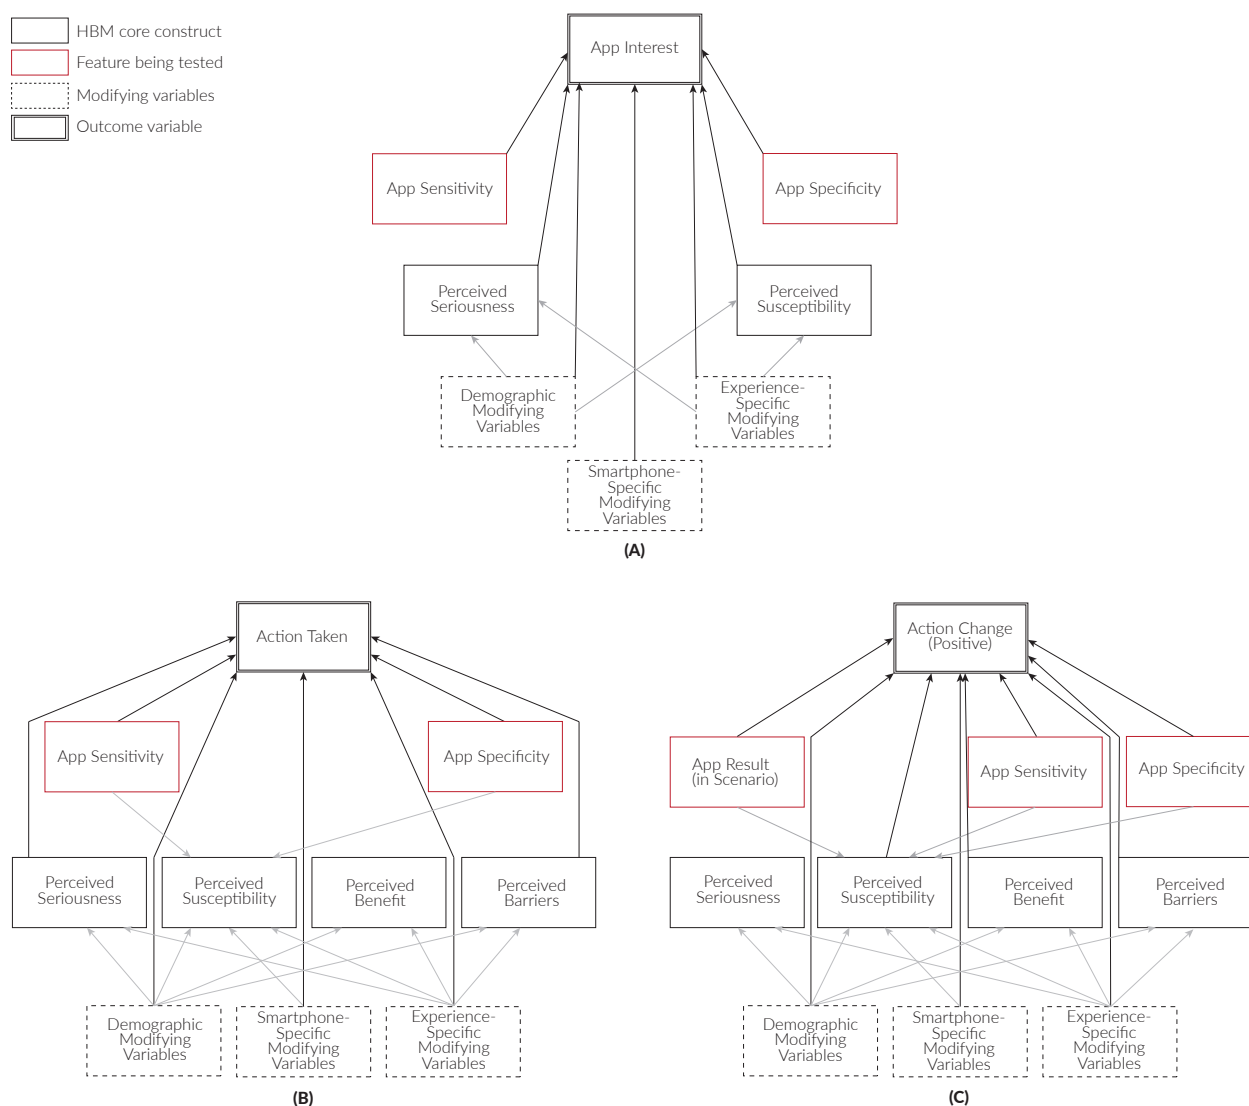 HBM core construct
Feature being tested
Modifying variables
Outcome variable
App Interest
App Sensitivity
App Specificity
Perceived
Seriousness
Perceived
Susceptibility
Demographic
Modifying
Variables
Experience-
Specific
Modifying
Variables
Smartphone-
Specific
Modifying
Variables
(A)
Action Taken
App Sensitivity
App Specificity
Perceived
Seriousness
Perceived
Susceptibility
Perceived
Benefit
Perceived
Barriers
Demographic
Modifying
Variables
Smartphone-
Specific
Modifying
Variables
Experience-
Specific
Modifying
Variables
(B)
Action Change
(Positive)
App Result
(in Scenario)
App Sensitivity
App Specificity
Perceived
Seriousness
Perceived
Susceptibility
Perceived
Benefit
Perceived
Barriers
Demographic
Modifying
Variables
Smartphone-
Specific
Modifying
Variables
Experience-
Specific
Modifying
Variables
(C)